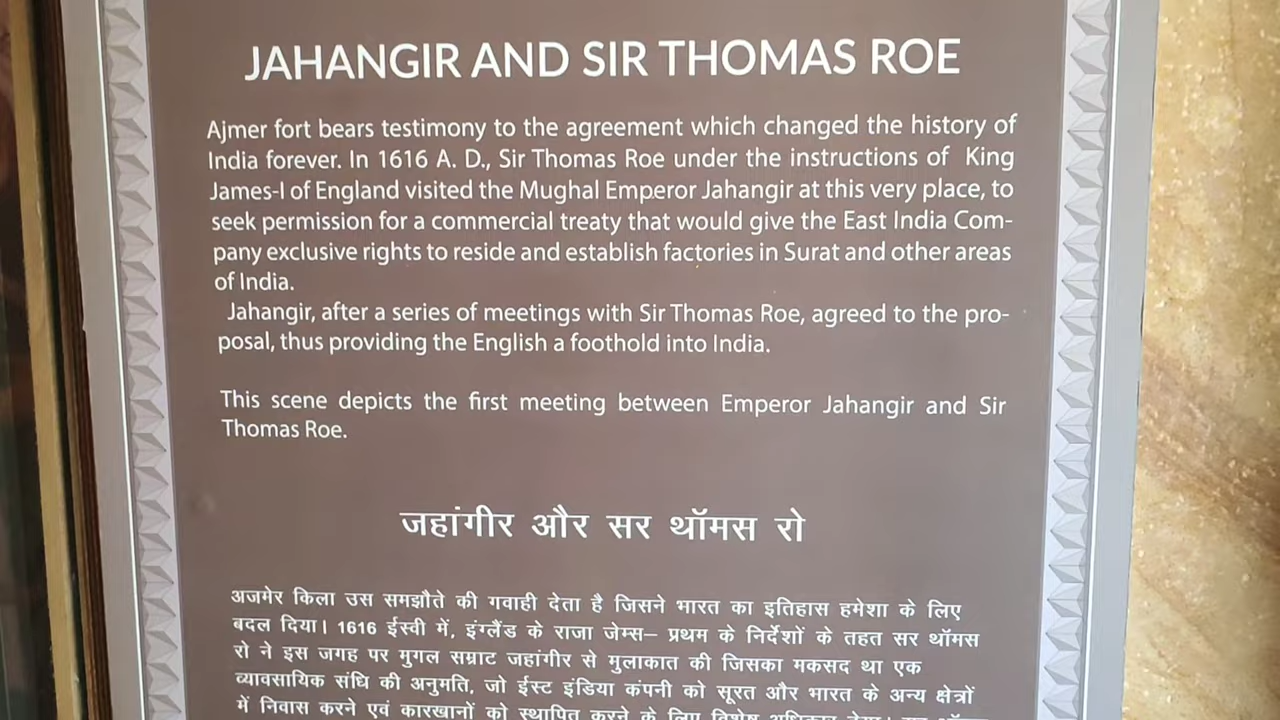 JAHANGIR AND SIR THOMAS ROE
Ajmer fort bears testimony to the agreement which changed the history of
India forever. In 1616 A. D., Sir Thomas Roe under the instructions of King
James-I of England visited the Mughal Emperor Jahangir at this very place, to
seek permission for a commercial treaty that would give the East India Com-
pany exclusive rights to reside and establish factories in Surat and other areas
of India.
Jahangir, after a series of meetings with Sir Thomas Roe, agreed to the pro-
posal, thus providing the English a foothold into India.
This scene depicts the first meeting between Emperor Jahangir and Sir
Thomas Roe.
जहांगीर और सर थॉमस रो
अजमेर किला उस समझौते की गवाही देता है जिसने भारत का इतिहास हमेशा के लिए
बदल दिया। 1616 ईस्वी में, इंग्लैंड के राजा जेम्स– प्रथम के निर्देशों के तहत सर थॉमस
रो ने इस जगह पर मुगल सम्राट जहांगीर से मुलाकात की जिसका मकसद था एक
व्यावसायिक संधि की अनुमति, जो ईस्ट इंडिया कंपनी को सूरत और भारत के अन्य क्षेत्रों
में निवास करने एवं कारखानों को स्थापित करने के लिए विशेष